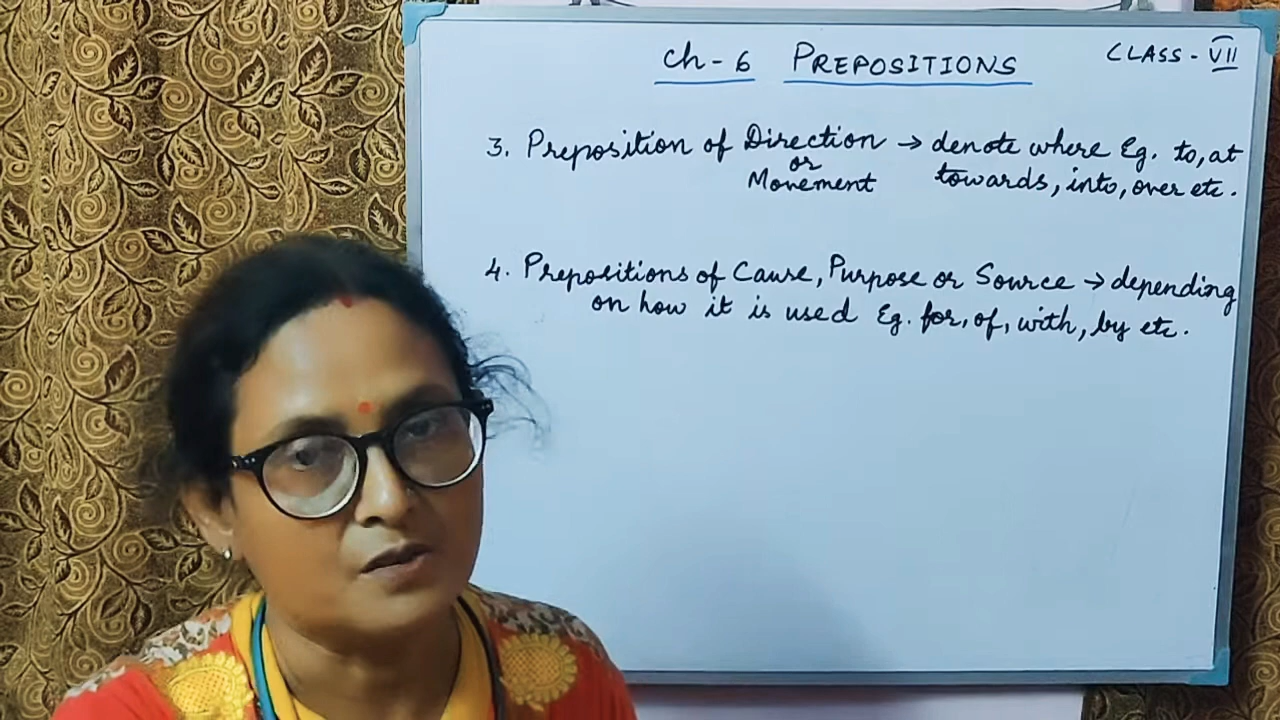 Ch - 6 PREPOSITIONS CLASS - VII
3. Preposition of Direction → denote where Eg. to, at
or
Movement towards, into, over etc.
4. Prepositions of Cause, Purpose or Source → depending
on how it is used Eg. for, of, with, by etc.